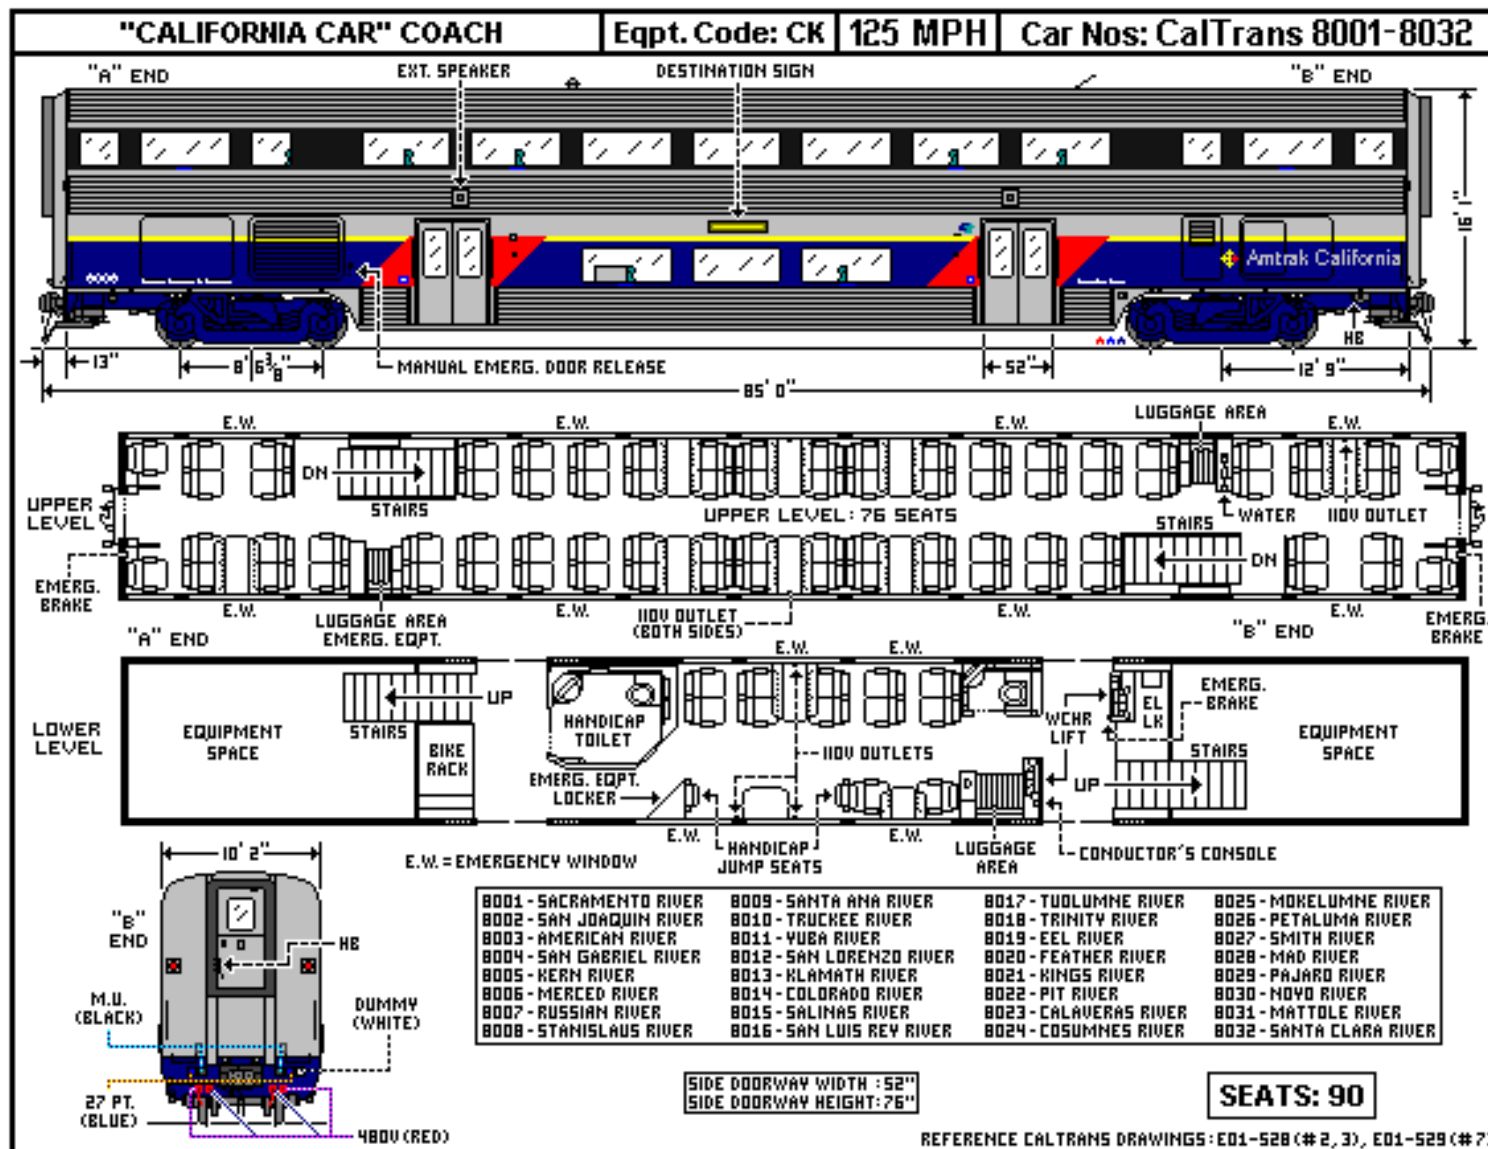 "CALIFORNIA CAR" COACH
Eqpt. Code: CK
125 MPH
Car Nos: CalTrans 8001-8032
"A" END
EXT. SPEAKER
DESTINATION SIGN
"B" END
16' 1"
Amtrak California
HB
13"
8' 6 3/8"
MANUAL EMERG. DOOR RELEASE
52"
12' 9"
85' 0"
LUGGAGE AREA
E.W.
E.W.
E.W.
E.W.
DN
STAIRS
UPPER LEVEL
UPPER LEVEL: 76 SEATS
WATER
110V OUTLET
STAIRS
DN
EMERG. BRAKE
E.W.
E.W.
E.W.
E.W.
LUGGAGE AREA
EMERG. EQPT.
110V OUTLET
(BOTH SIDES)
EMERG. BRAKE
"A" END
"B" END
E.W.
E.W.
LOWER LEVEL
EQUIPMENT SPACE
UP
STAIRS
BIKE RACK
HANDICAP TOILET
EMERG. EQPT. LOCKER
110V OUTLETS
WCHR LIFT
EL LK
EMERG. BRAKE
STAIRS
UP
EQUIPMENT SPACE
E.W.
E.W.
HANDICAP JUMP SEATS
LUGGAGE AREA
CONDUCTOR'S CONSOLE
E.W. = EMERGENCY WINDOW
10' 2"
"B" END
HB
M.U. (BLACK)
DUMMY (WHITE)
27 PT. (BLUE)
480V (RED)
8001-SACRAMENTO RIVER
8002-SAN JOAQUIN RIVER
8003-AMERICAN RIVER
8004-SAN GABRIEL RIVER
8005-KERN RIVER
8006-MERCED RIVER
8007-RUSSIAN RIVER
8008-STANISLAUS RIVER
8009-SANTA ANA RIVER
8010-TRUCKEE RIVER
8011-YUBA RIVER
8012-SAN LORENZO RIVER
8013-KLAMATH RIVER
8014-COLORADO RIVER
8015-SALINAS RIVER
8016-SAN LUIS REY RIVER
8017-TUOLUMNE RIVER
8018-TRINITY RIVER
8019-EEL RIVER
8020-FEATHER RIVER
8021-KINGS RIVER
8022-PIT RIVER
8023-CALAVERAS RIVER
8024-COSUMNES RIVER
8025-MOKELUMNE RIVER
8026-PETALUMA RIVER
8027-SMITH RIVER
8028-MAD RIVER
8029-PAJARO RIVER
8030-NOYO RIVER
8031-MATTOLE RIVER
8032-SANTA CLARA RIVER
SIDE DOORWAY WIDTH :52"
SIDE DOORWAY HEIGHT:76"
SEATS: 90
REFERENCE CALTRANS DRAWINGS: E01-528 (#2,3), E01-529 (#7